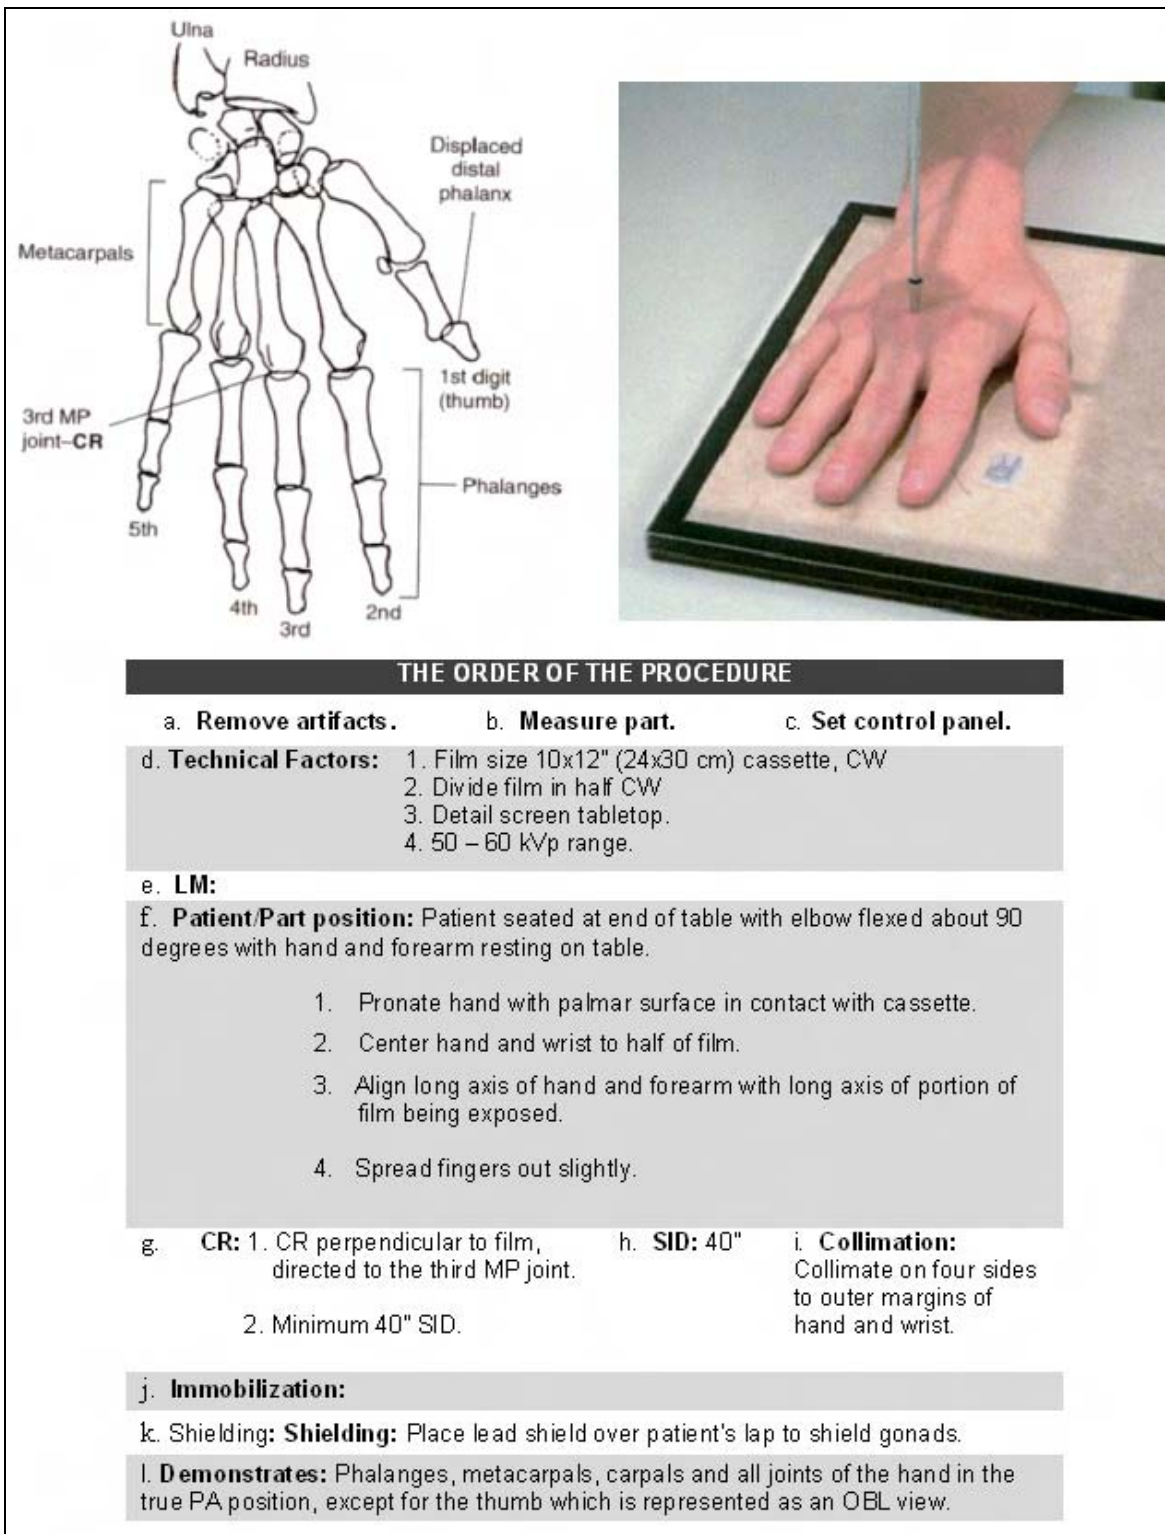 Ulna
Radius
Displaced
distal
phalanx
Metacarpals
1st digit
(thumb)
3rd MP
joint–CR
Phalanges
5th
4th
3rd
2nd
R
THE ORDER OF THE PROCEDURE
a. Remove artifacts. b. Measure part. c. Set control panel.
d. Technical Factors: 1. Film size 10x12" (24x30 cm) cassette, CW
2. Divide film in half CW
3. Detail screen tabletop.
4. 50 – 60 kVp range.
e. LM:
f. Patient/Part position: Patient seated at end of table with elbow flexed about 90
degrees with hand and forearm resting on table.
1. Pronate hand with palmar surface in contact with cassette.
2. Center hand and wrist to half of film.
3. Align long axis of hand and forearm with long axis of portion of
film being exposed.
4. Spread fingers out slightly.
g. CR: 1. CR perpendicular to film,
directed to the third MP joint.
2. Minimum 40" SID.
h. SID: 40"
i. Collimation:
Collimate on four sides
to outer margins of
hand and wrist.
j. Immobilization:
k. Shielding: Shielding: Place lead shield over patient's lap to shield gonads.
l. Demonstrates: Phalanges, metacarpals, carpals and all joints of the hand in the
true PA position, except for the thumb which is represented as an OBL view.